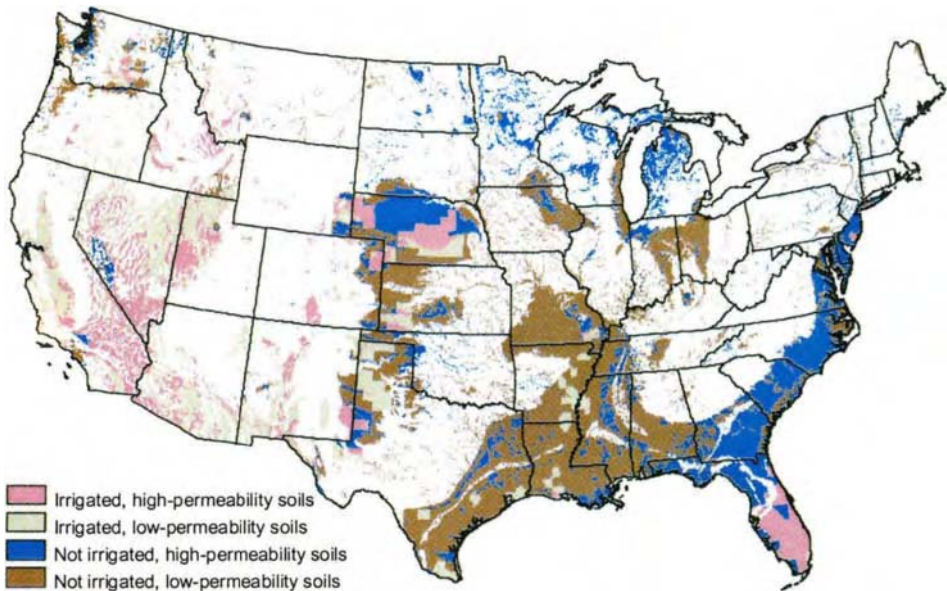 Irrigated, high-permeability soils
Irrigated, low-permeability soils
Not irrigated, high-permeability soils
Not irrigated, low-permeability soils